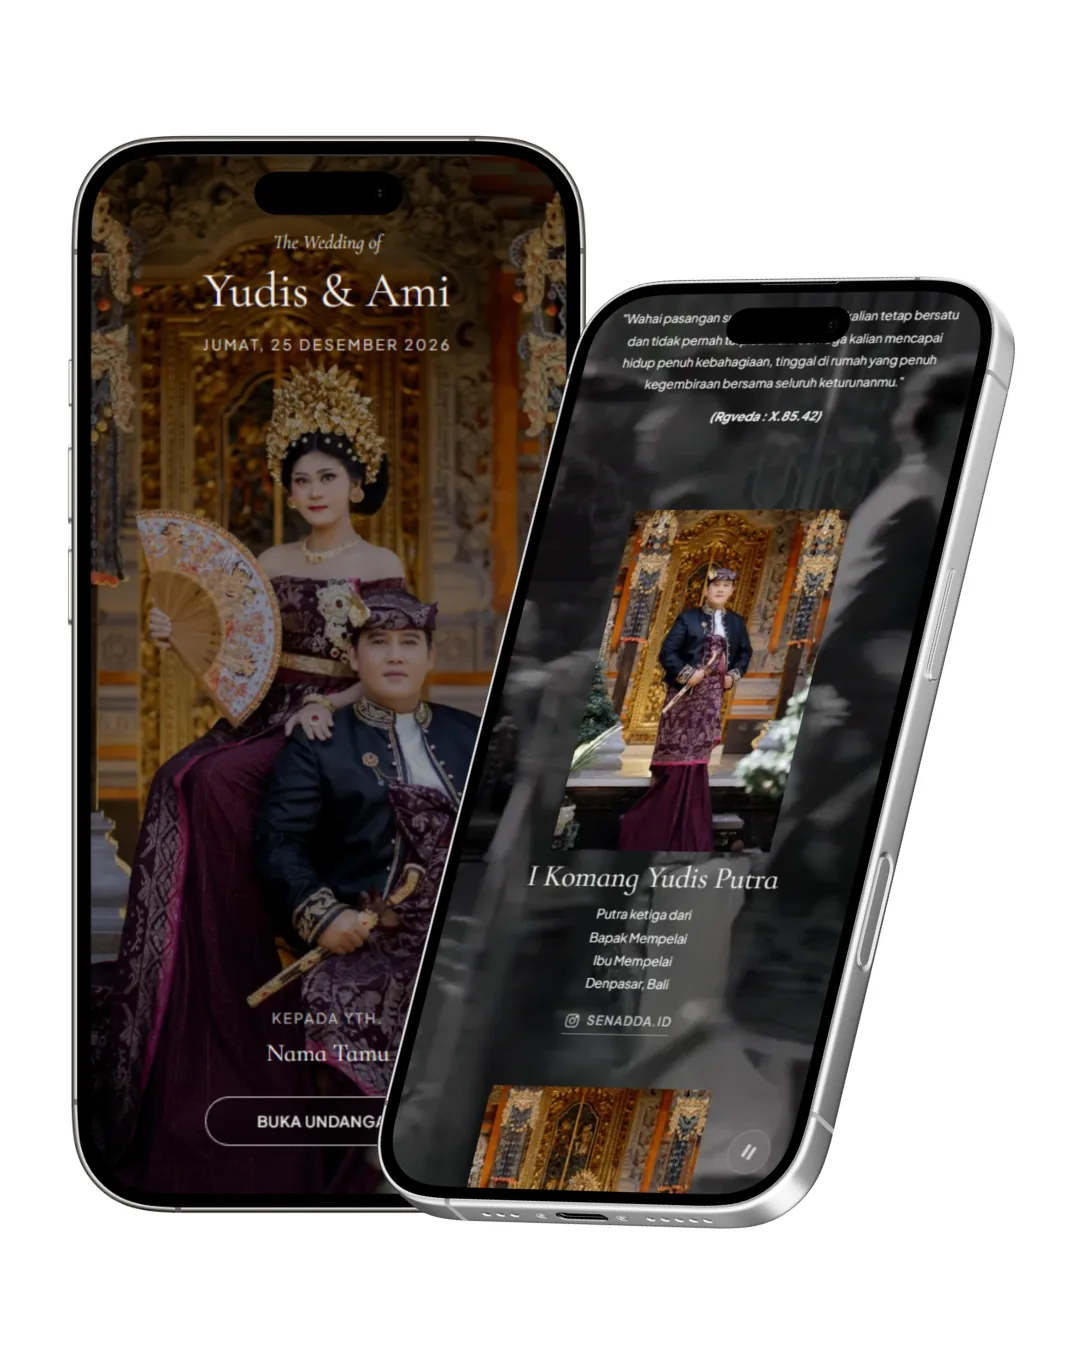 The Wedding of
Yudis & Ami
JUMAT, 25 DESEMBER 2026
KEPADA YTH.
Nama Tamu
BUKA UNDANGA
"Wahai pasangan kalian tetap bersatu
dan tidak pernah kalian mencapai
hidup penuh kebahagiaan, tinggal di rumah yang penuh
kegembiraan bersama seluruh keturunanmu."
(Rgveda : X.85.42)
I Komang Yudis Putra
Putra ketiga dari
Bapak Mempelai
Ibu Mempelai
Denpasar, Bali
SENADDA.ID